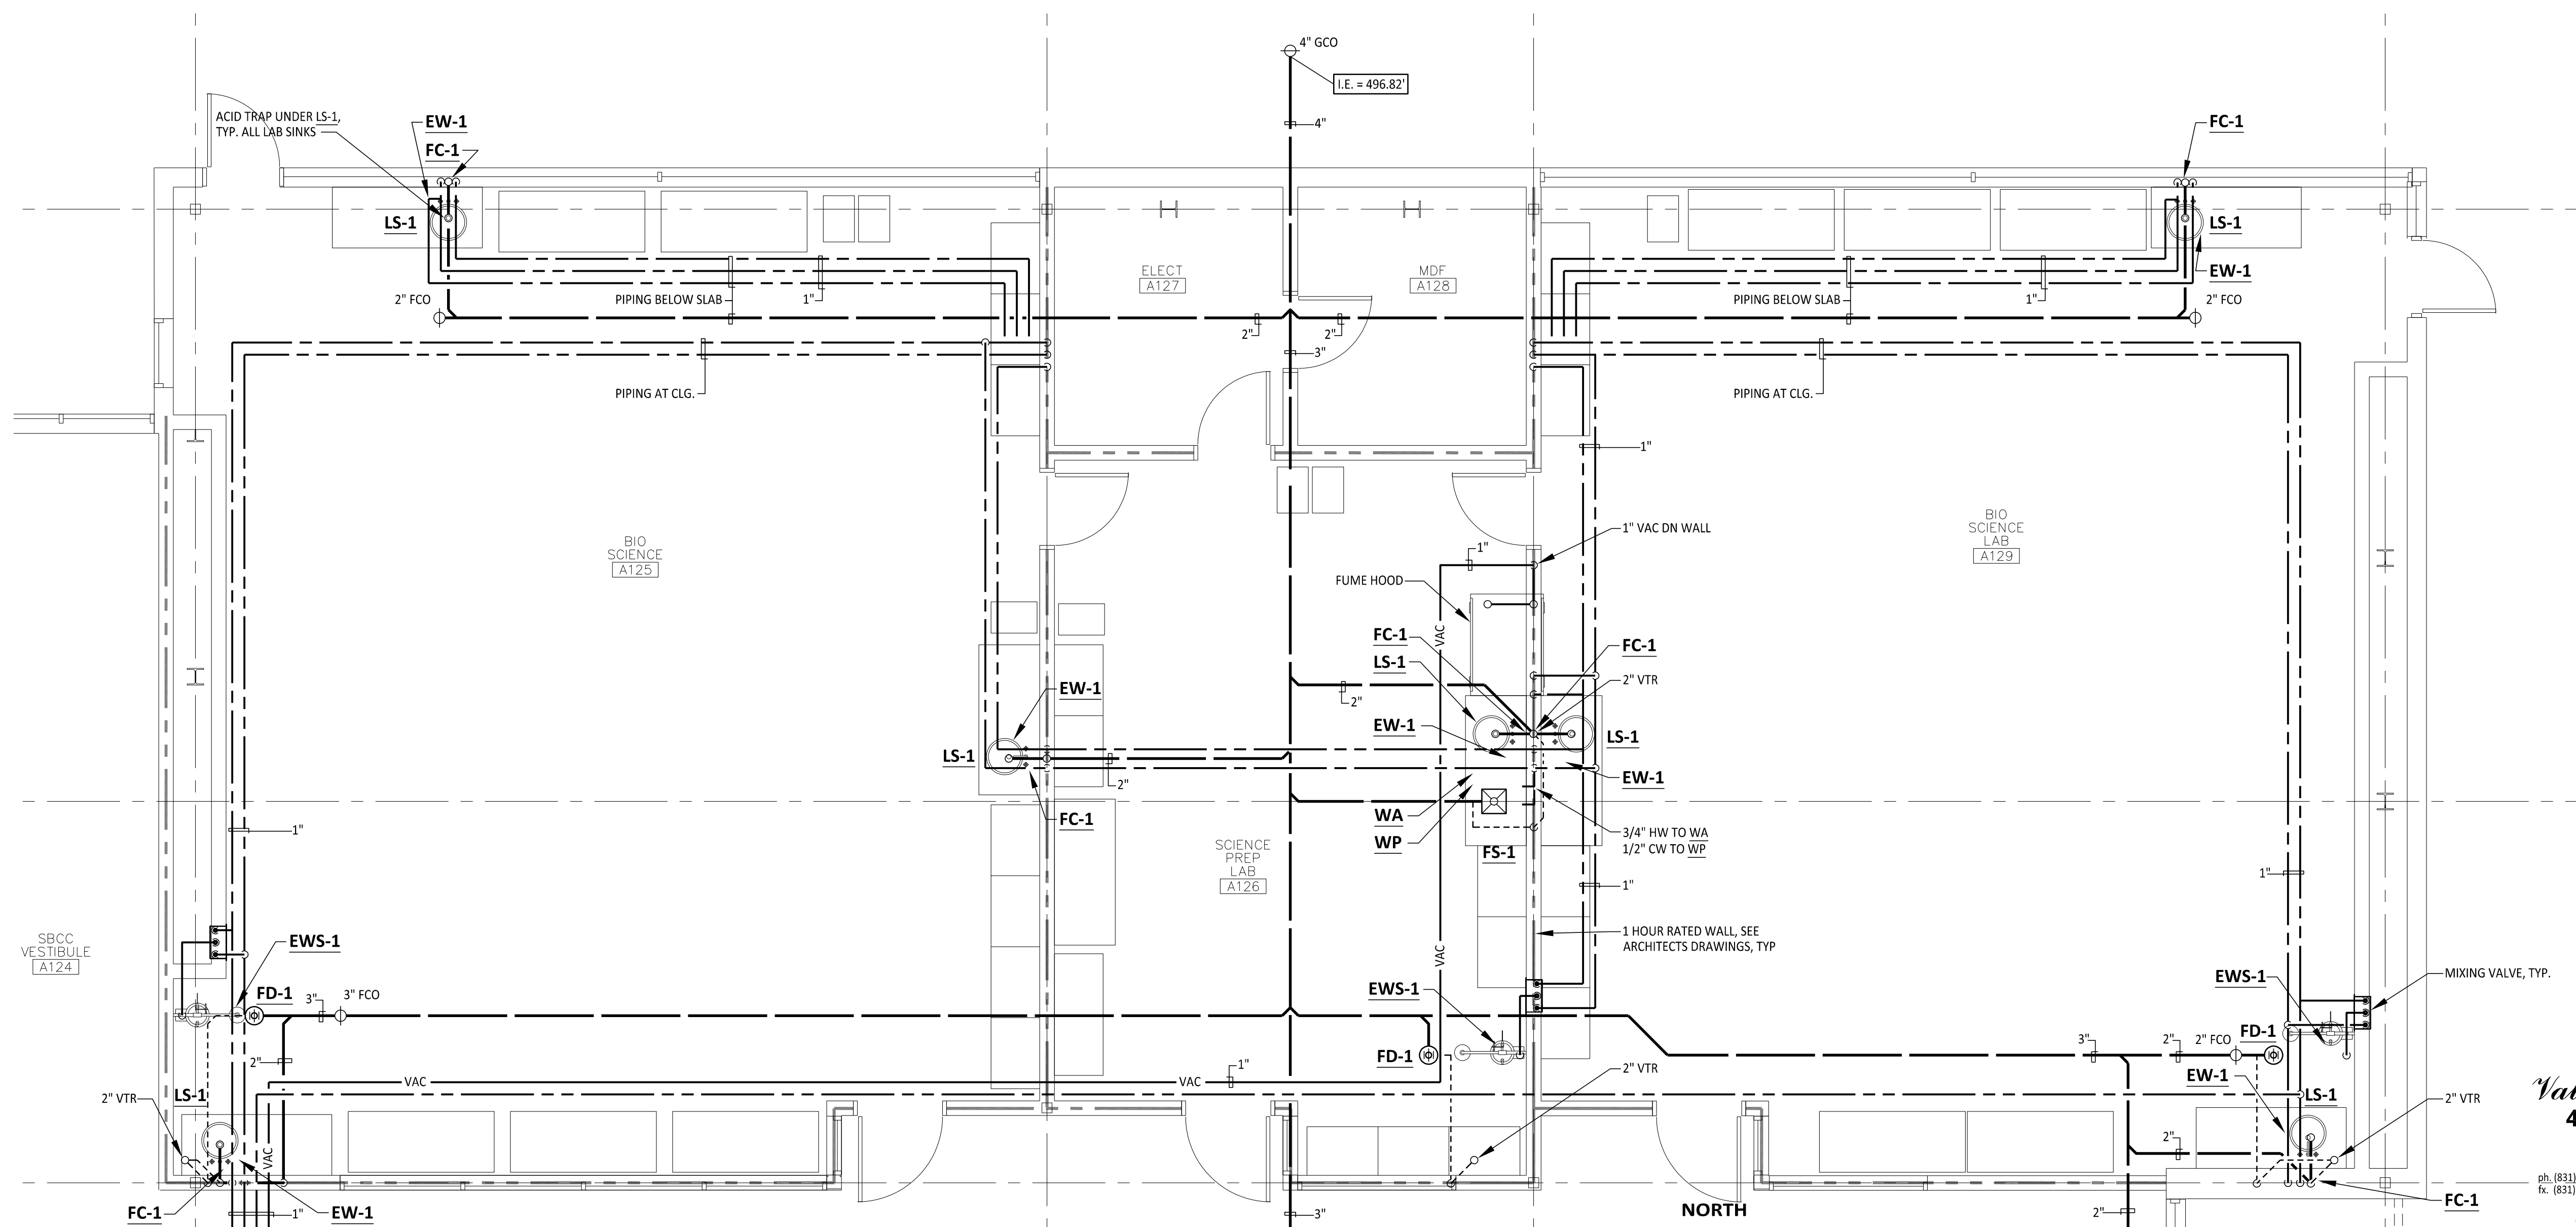 4" GCO
I.E. = 496.82'
4"
ACID TRAP UNDER LS-1,
TYP. ALL LAB SINKS
EW-1
FC-1
LS-1
FC-1
LS-1
EW-1
2" FCO
PIPING BELOW SLAB
1"
ELECT
A127
MDF
A128
PIPING BELOW SLAB
1"
2" FCO
2"
2"
3"
PIPING AT CLG.
PIPING AT CLG.
1"
BIO
SCIENCE
A125
BIO
SCIENCE
LAB
A129
1" VAC DN WALL
1"
FUME HOOD
VAC
FC-1
LS-1
FC-1
2" VTR
2"
EW-1
EW-1
LS-1
LS-1
EW-1
2"
FC-1
WA
WP
FS-1
3/4" HW TO WA
1/2" CW TO WP
1"
SCIENCE
PREP
LAB
A126
1"
1"
1 HOUR RATED WALL, SEE
ARCHITECTS DRAWINGS, TYP
VAC
SBCC
VESTIBULE
A124
EWS-1
FD-1
3"
3" FCO
2"
EWS-1
FD-1
EWS-1
MIXING VALVE, TYP.
3"
2"
2" FCO
FD-1
VAC
VAC
1"
2" VTR
LS-1
2" VTR
EW-1
LS-1
2" VTR
2"
VAC
FC-1
1"
EW-1
3"
NORTH
2"
FC-1
4
ph. (831)
fx. (831)